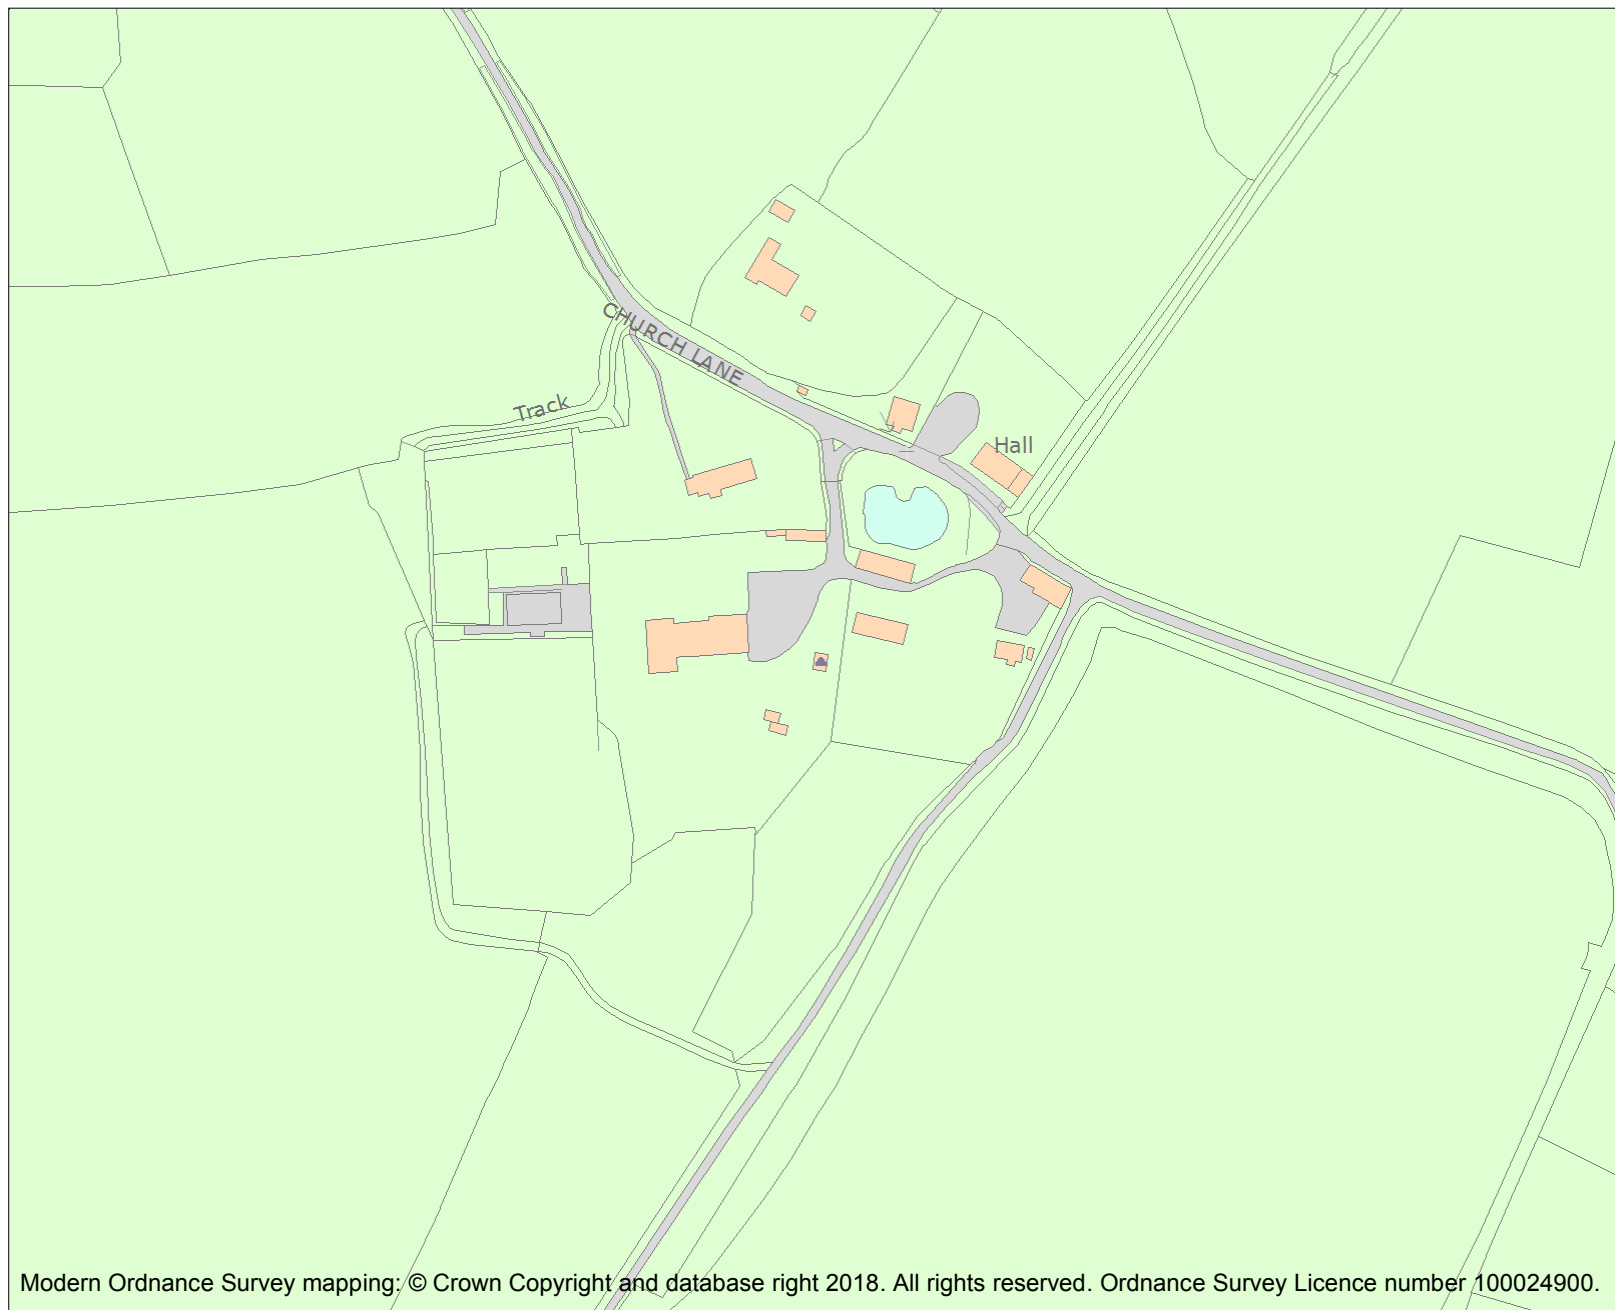 CHURCH LANE
Track
Hall
Modern Ordnance Survey mapping: © Crown Copyright and database right 2018. All rights reserved. Ordnance Survey Licence number 100024900.